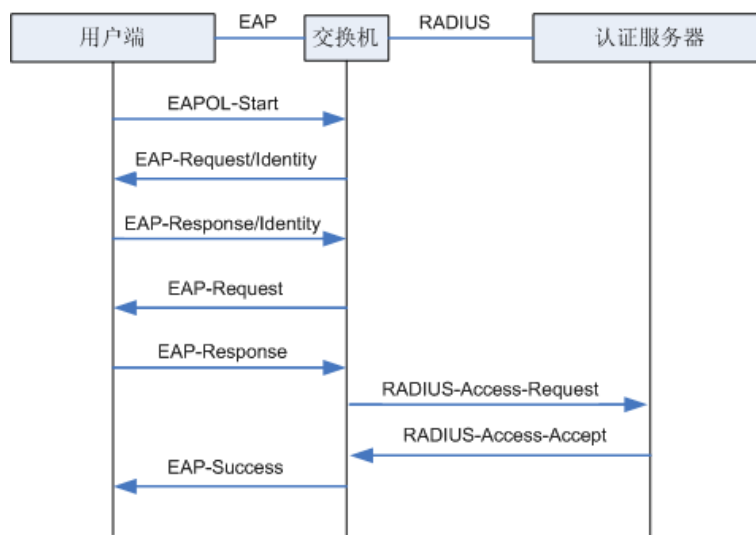 EAP
RADIUS
用户端
交换机
认证服务器
EAPOL-Start
EAP-Request/Identity
EAP-Response/Identity
EAP-Request
EAP-Response
RADIUS-Access-Request
RADIUS-Access-Accept
EAP-Success